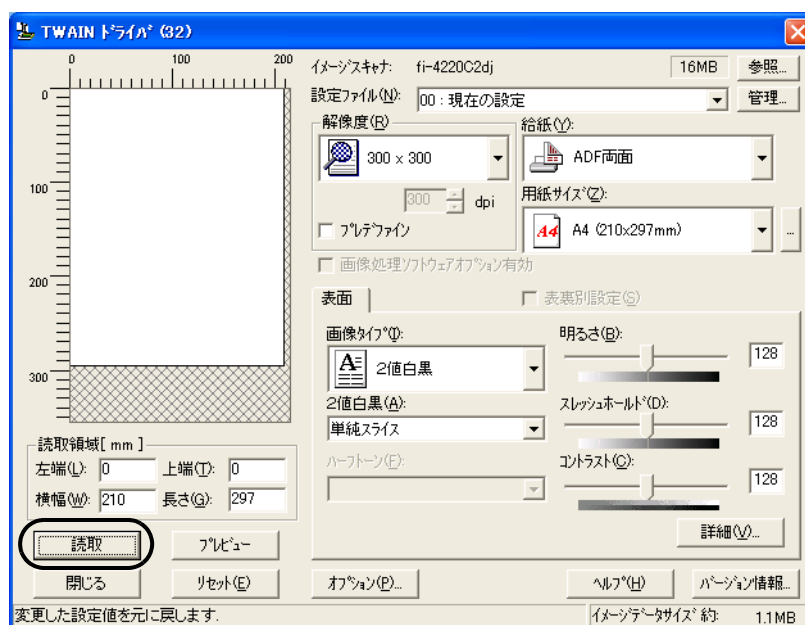 TWAIN ﾄﾞﾗｲﾊﾞ (32)
0 100 200
0
100
200
300
ｲﾒｰｼﾞｽｷｬﾅ: fi-4220C2dj 16MB 参照...
設定ﾌｧｲﾙ(N): 00 : 現在の設定 管理...
解像度(R)
300 × 300
300 dpi
ﾌﾟﾚﾃﾞﾌｧｲﾝ
給紙(Y):
ADF両面
用紙ｻｲｽﾞ(Z):
A4 A4 (210x297mm) ...
画像処理ｿﾌﾄｳｪｱｵﾌﾟｼｮﾝ有効
表面 表裏別設定(S)
画像ﾀｲﾌﾟ(I):
A 2値白黒
2値白黒(A):
単純ｽﾗｲｽ
ﾊｰﾌﾄｰﾝ(F):
明るさ(B):
128
ｽﾚｯｼｭﾎｰﾙﾄﾞ(D):
128
ｺﾝﾄﾗｽﾄ(C):
128
詳細(V)...
読取領域[ mm ]
左端(L): 0 上端(T): 0
横幅(W): 210 長さ(G): 297
読取 ﾌﾟﾚﾋﾞｭｰ
閉じる ﾘｾｯﾄ(E) ｵﾌﾟｼｮﾝ(P)... ﾍﾙﾌﾟ(H) ﾊﾞｰｼﾞｮﾝ情報...
変更した設定値を元に戻します. ｲﾒｰｼﾞﾃﾞｰﾀｻｲｽﾞ 約: 1.1MB